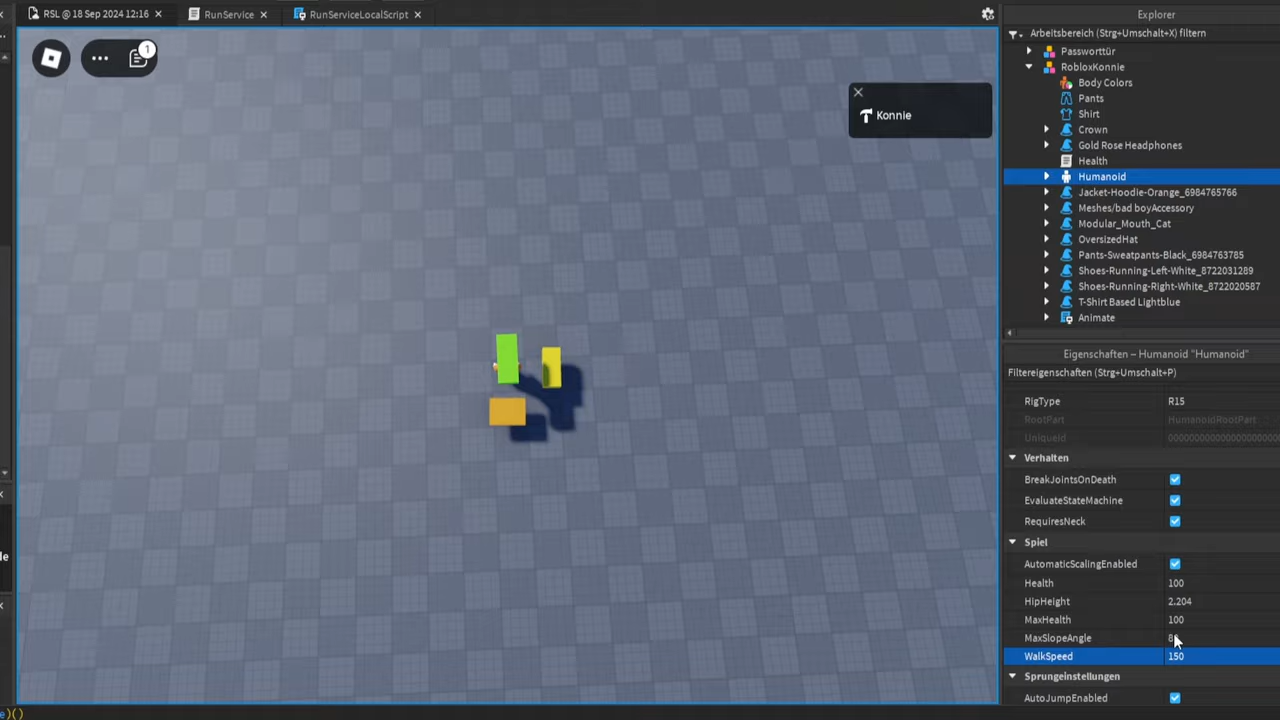 RSL @ 18 Sep 2024 12:16
RunService
RunServiceLocalScript
1
Konnie
Explorer
Arbeitsbereich (Strg+Umschalt+X) filtern
Passworttür
RobloxKonnie
Body Colors
Pants
Shirt
Crown
Gold Rose Headphones
Health
Humanoid
Jacket-Hoodie-Orange_6984765766
Meshes/bad boyAccessory
Modular_Mouth_Cat
OversizedHat
Pants-Sweatpants-Black_6984763785
Shoes-Running-Left-White_8722031289
Shoes-Running-Right-White_8722020587
T-Shirt Based Lightblue
Animate
Eigenschaften – Humanoid "Humanoid"
Filtereigenschaften (Strg+Umschalt+P)
RigType R15
RootPart HumanoidRootPart
UniqueId
Verhalten
BreakJointsOnDeath
EvaluateStateMachine
RequiresNeck
Spiel
AutomaticScalingEnabled
Health 100
HipHeight 2.204
MaxHealth 100
MaxSlopeAngle
WalkSpeed 150
Sprungeinstellungen
AutoJumpEnabled